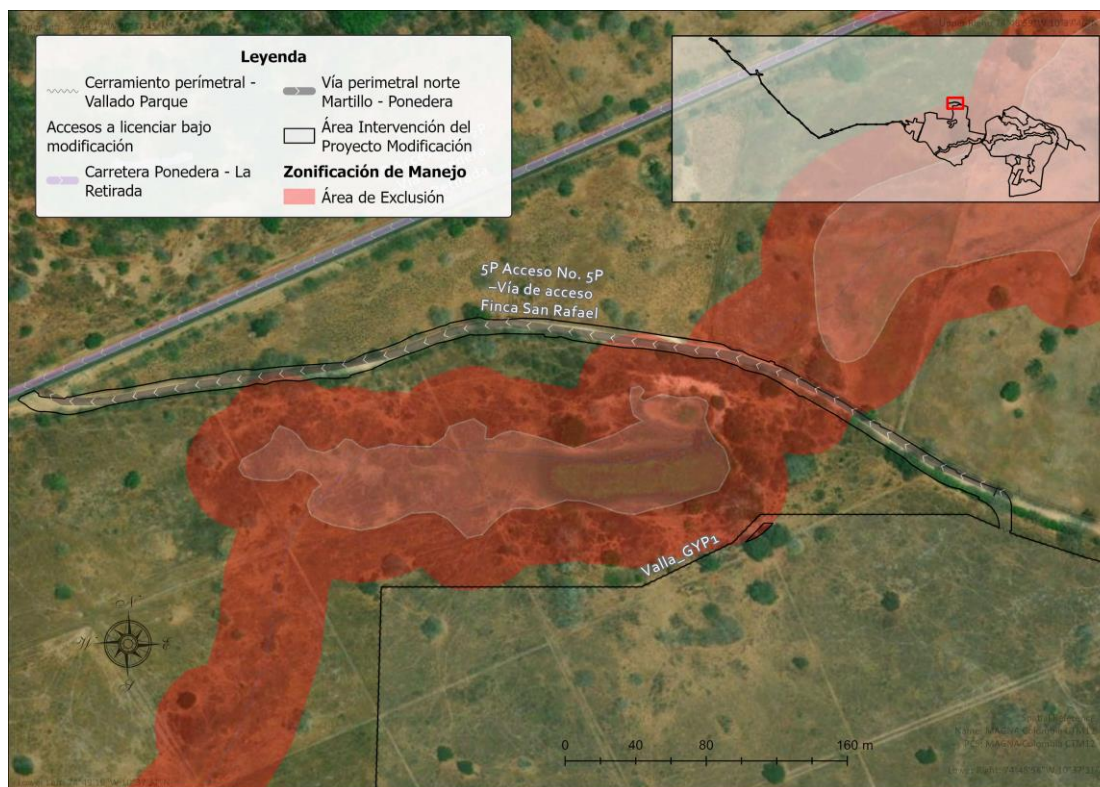 Leyenda
Cerramiento perímetral -
Vallado Parque
Accesos a licenciar bajo
modificación
Carretera Ponedera - La
Retirada
Vía perimetral norte
Martillo - Ponedera
Área Intervención del
Proyecto Modificación
Zonificación de Manejo
Área de Exclusión
5P Acceso No. 5P
–Vía de acceso
Finca San Rafael
Valla_GYP1
N
W
E
S
0 40 80 160 m